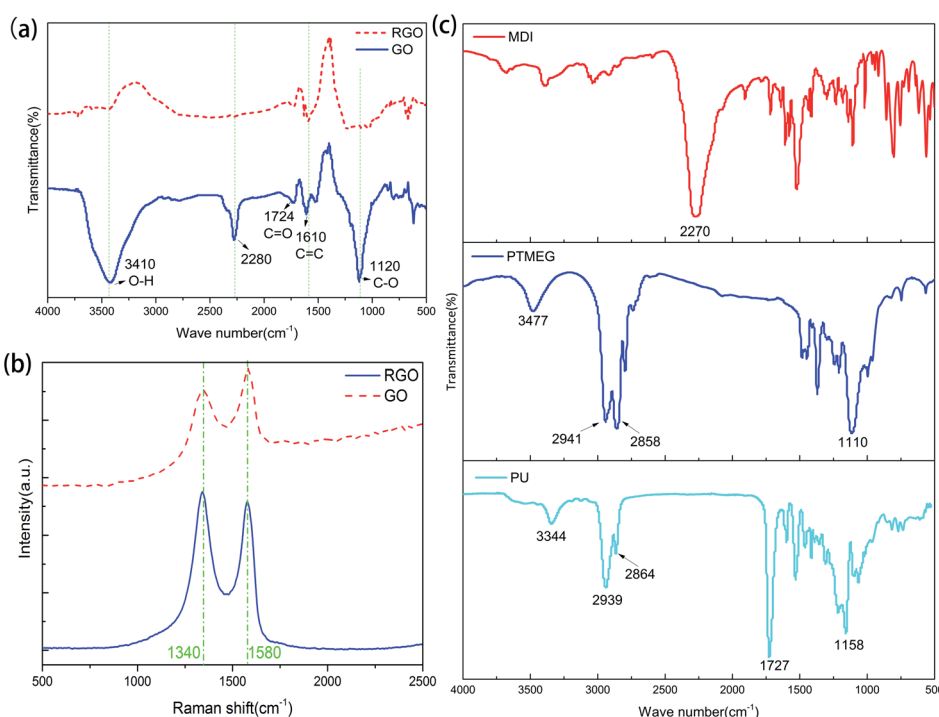 (a)
RGO
GO
Transmittance(%)
3410
O-H
2280
1724
C=O
1610
C=C
1120
C-O
4000 3500 3000 2500 2000 1500 1000 500
Wave number(cm⁻¹)
(b)
RGO
GO
Intensity(a.u.)
1340
1580
500 1000 1500 2000 2500
Raman shift(cm⁻¹)
(c)
MDI
2270
PTMEG
Transmittance(%)
3477
2941
2858
1110
PU
3344
2939
2864
1727
1158
4000 3500 3000 2500 2000 1500 1000 500
Wave number(cm⁻¹)